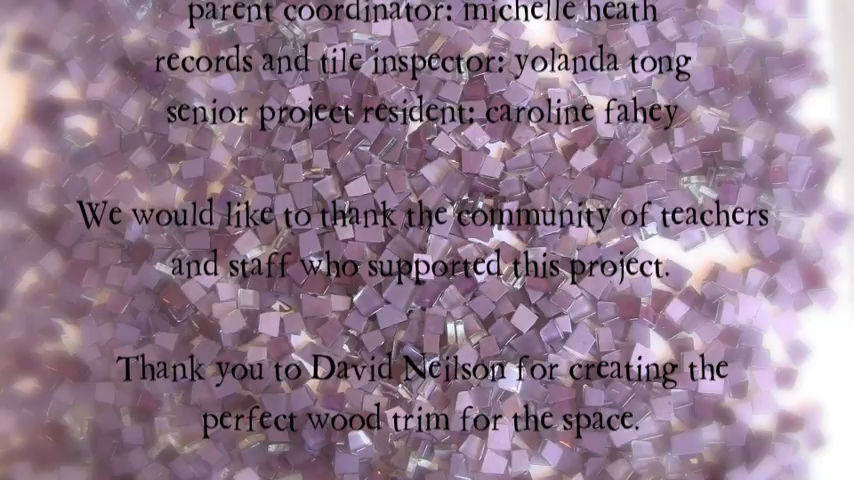 parent coordinator: michelle heath
records and tile inspector: yolanda tong
senior project resident: caroline fahey
We would like to thank the community of teachers
and staff who supported this project.
Thank you to David Neilson for creating the
perfect wood trim for the space.